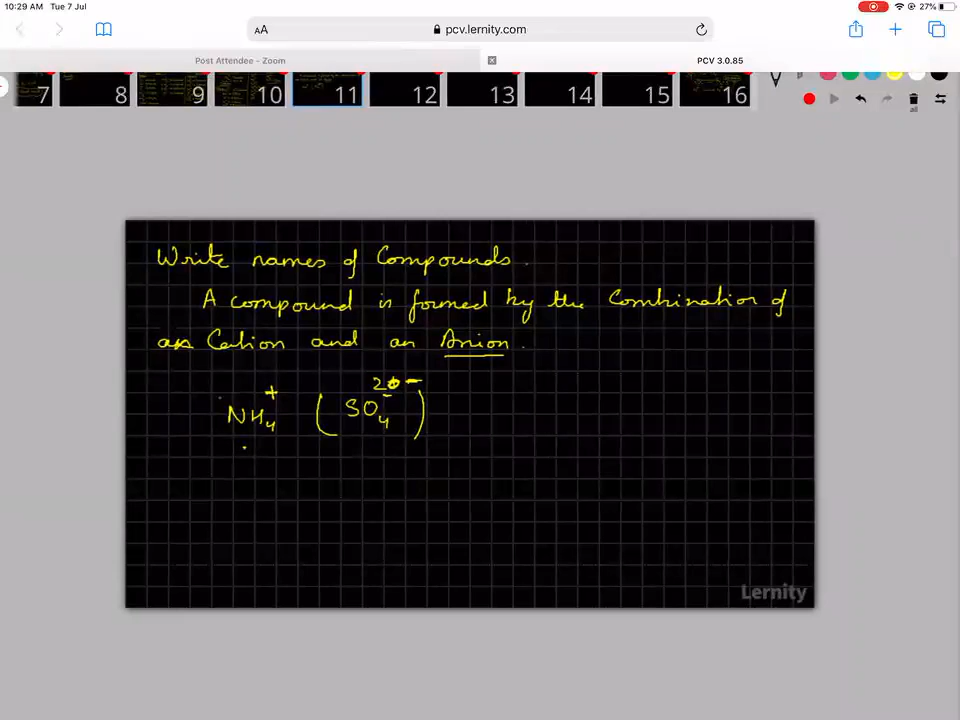 10:29 AM Tue 7 Jul
27%
AA
pcv.lernity.com
Post Attendee - Zoom
PCV 3.0.85
7 8 9 10 11 12 13 14 15 16
all
Write names of Compounds.
A compound is formed by the Combination of
an Cation and an Anion.
NH₄⁺ (SO₄²⁻)
Lernity